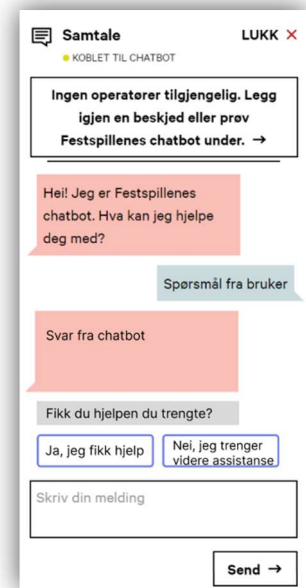 Samtale
LUKK ×
KOBLET TIL CHATBOT
Ingen operatører tilgjengelig. Legg
igjen en beskjed eller prøv
Festspillenes chatbot under. →
Hei! Jeg er Festspillenes
chatbot. Hva kan jeg hjelpe
deg med?
Spørsmål fra bruker
Svar fra chatbot
Fikk du hjelpen du trengte?
Ja, jeg fikk hjelp
Nei, jeg trenger
videre assistanse
Skriv din melding
Send →